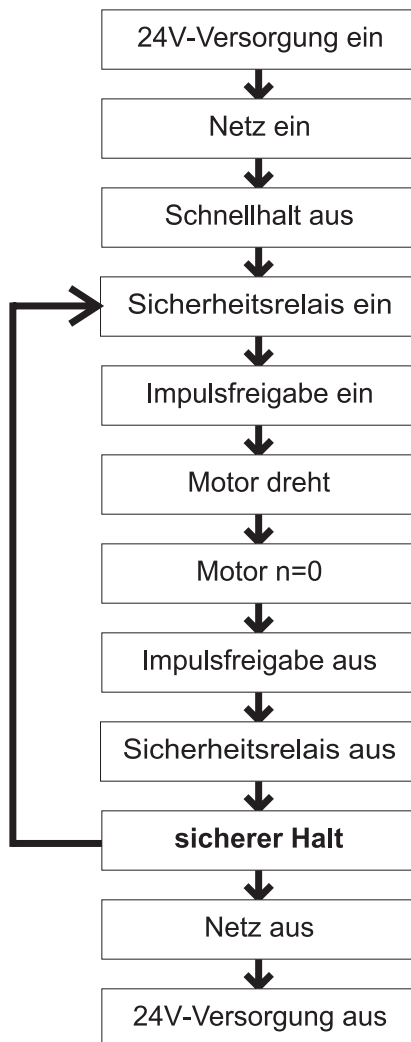 24V-Versorgung ein
Netz ein
Schnellhalt aus
Sicherheitsrelais ein
Impulsfreigabe ein
Motor dreht
Motor n=0
Impulsfreigabe aus
Sicherheitsrelais aus
sicherer Halt
Netz aus
24V-Versorgung aus